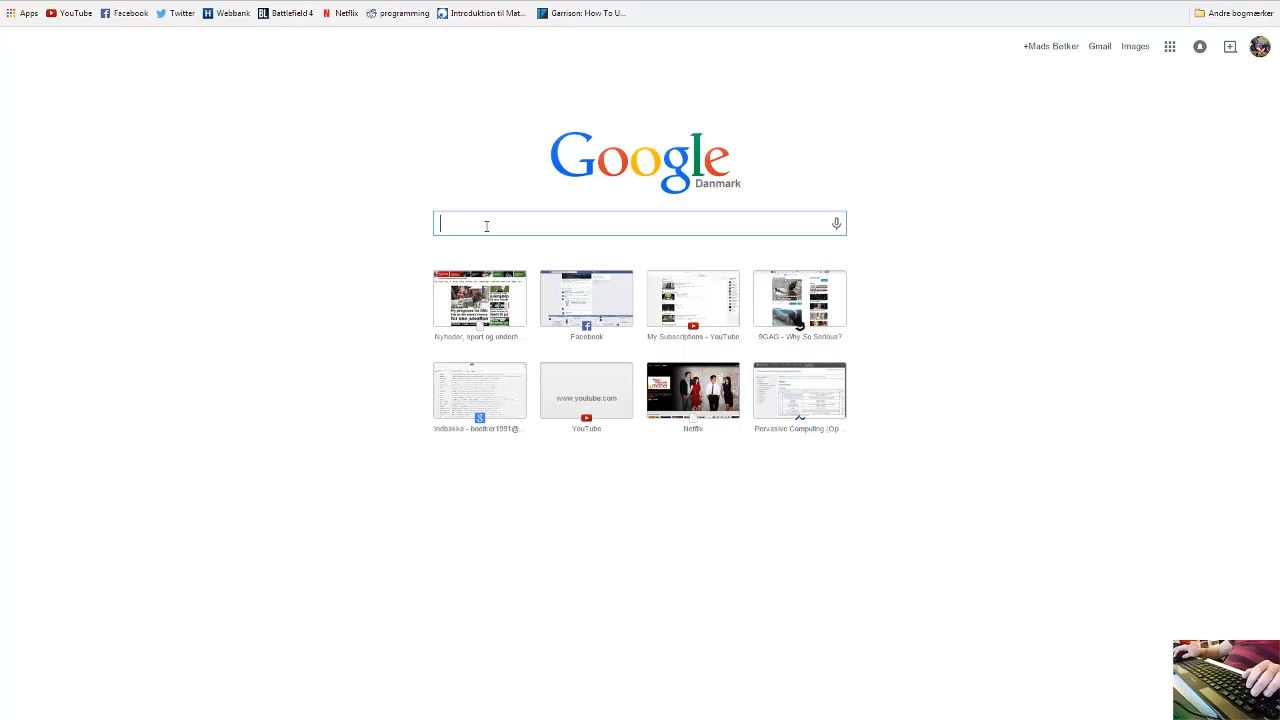 Apps YouTube Facebook Twitter Webbank Battlefield 4 Netflix programming Introduktion til Mat... Garrison: How To U... Andre bogmærker
+Mads Bøtker Gmail Images
Google
Danmark
Nyheder, sport og underh... Facebook My Subscriptions - YouTube 9GAG - Why So Serious?
www.youtube.com
Indbakke - boetker1991@... YouTube Netflix Pervasive Computing (Op...